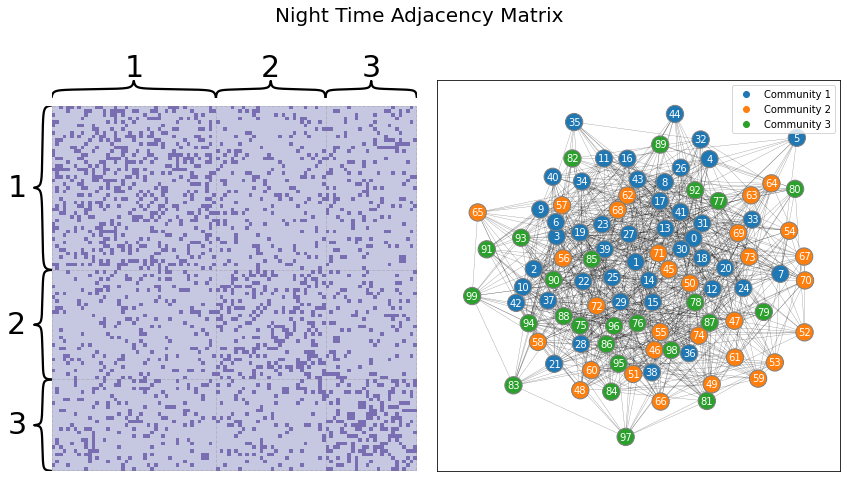 Night Time Adjacency Matrix
1 2 3
1
2
3
Community 1
Community 2
Community 3
44
35
5
32
89
82 11 16 4
26
40 34 43 8 64
92 80
62 63
57 17 77
65 9 68 41
6 31 33
23 13
3 19 27 69 54
93 0
91 39 30
71
56 85 1 18 73 67
2 45 20
7
90 22 25 14 50 70
10 12 24
99 42 37 72 29 15 78
79
88
94 75 96 76 87 47
55 52
58 28 86 74
46 98 36
61
21 95 53
60 51 38
59
83 49
48 84
66 81
97